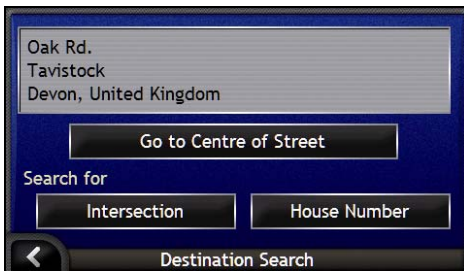 Oak Rd.
Tavistock
Devon, United Kingdom
Go to Centre of Street
Search for
Intersection House Number
Destination Search